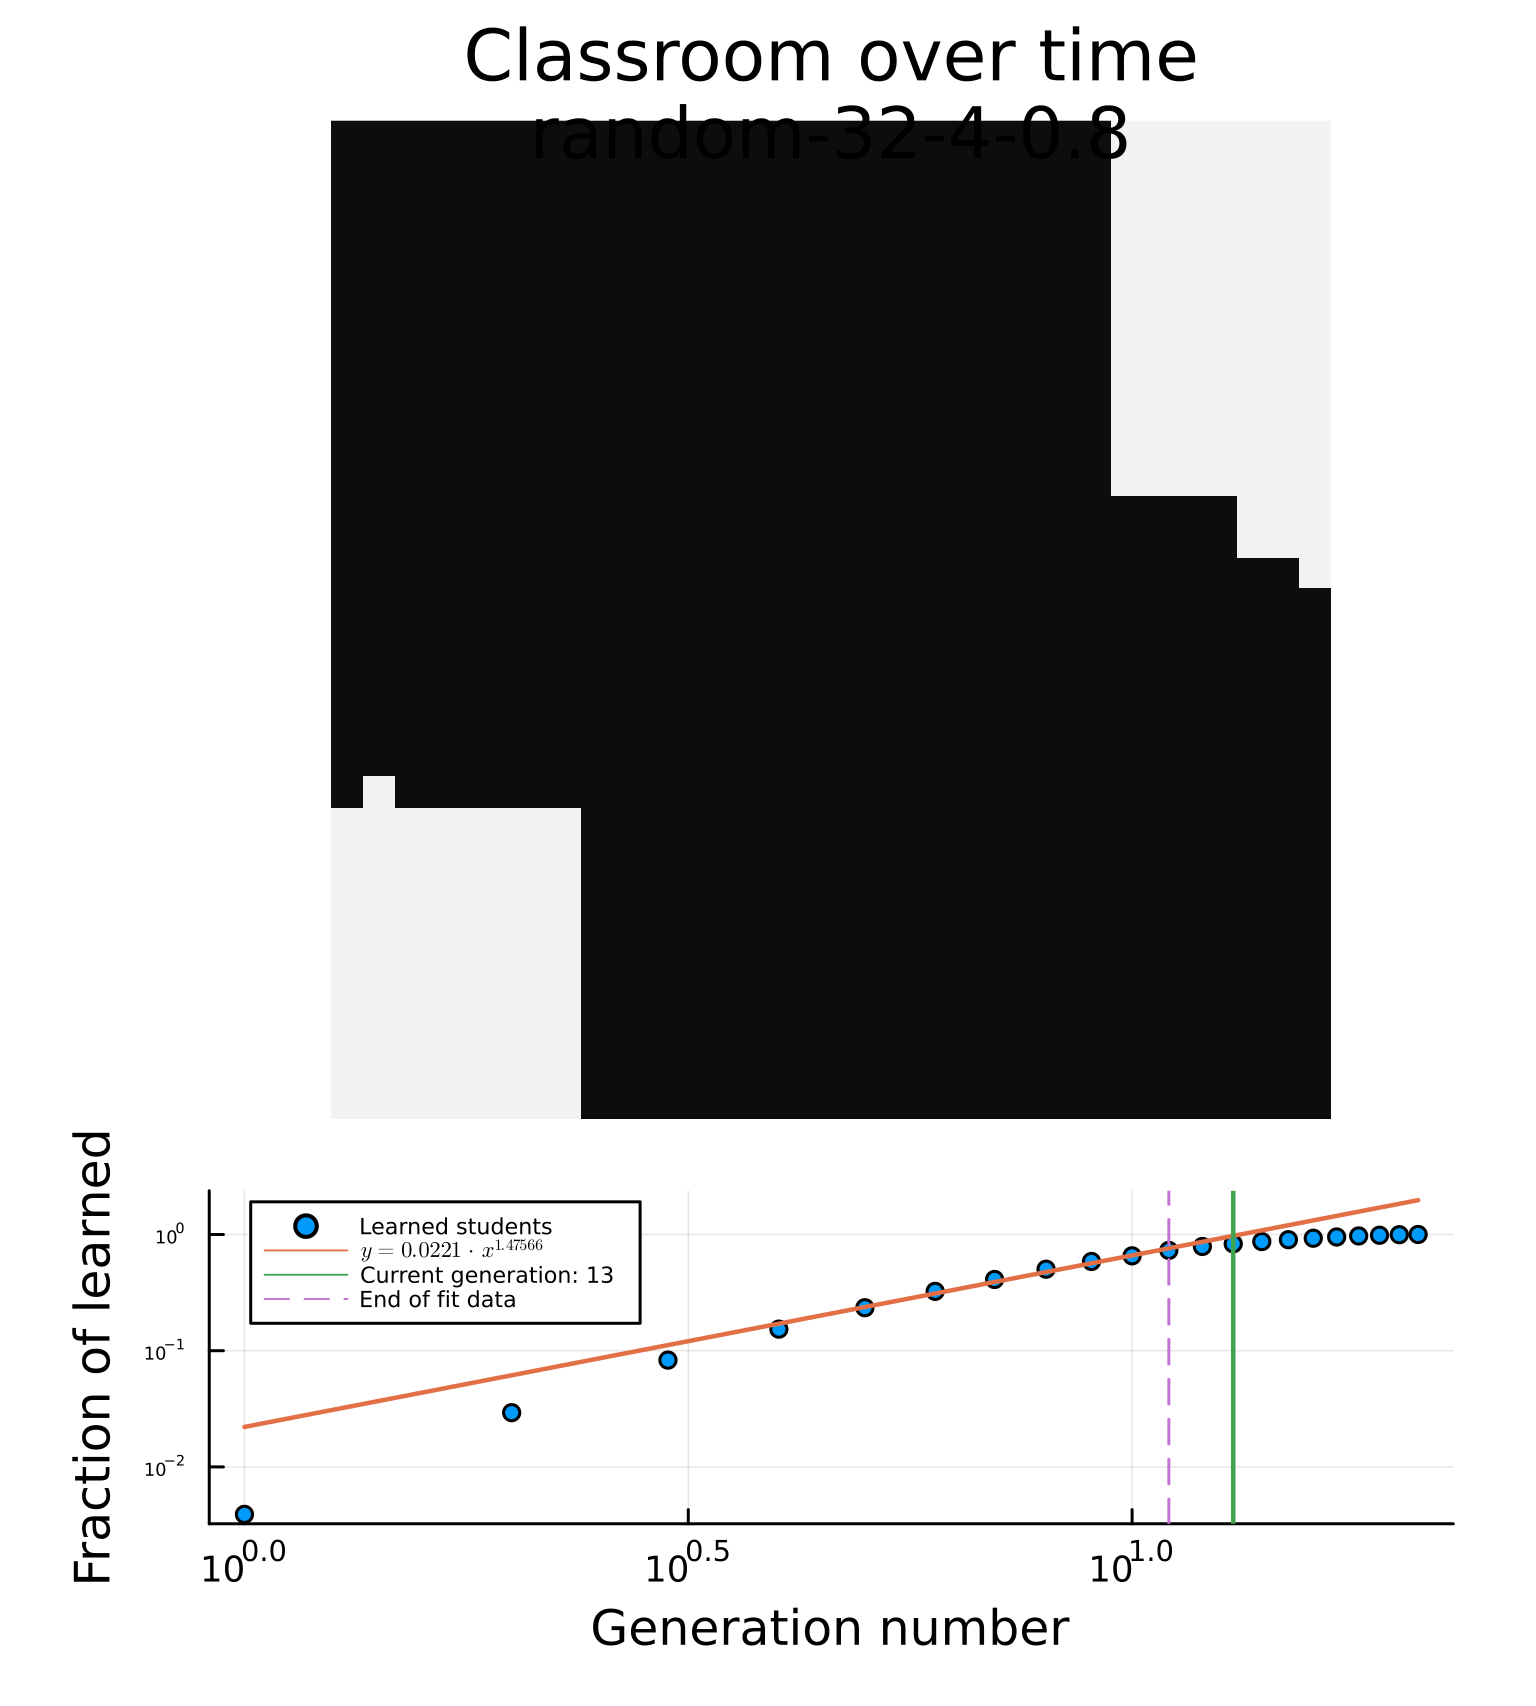 Classroom over time
random-32-4-0.8
Fraction of learned
10⁰
10⁻¹
10⁻²
Learned students
y = 0.0221 · x^1.47566
Current generation: 13
End of fit data
10^0.0
10^0.5
10^1.0
Generation number